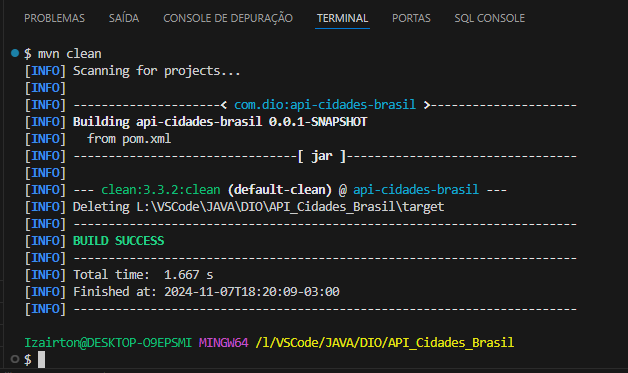 PROBLEMAS SAÍDA CONSOLE DE DEPURAÇÃO TERMINAL PORTAS SQL CONSOLE
$ mvn clean
[INFO] Scanning for projects...
[INFO]
[INFO] --------------------< com.dio:api-cidades-brasil >--------------------
[INFO] Building api-cidades-brasil 0.0.1-SNAPSHOT
[INFO]   from pom.xml
[INFO] --------------------------------[ jar ]---------------------------------
[INFO]
[INFO] --- clean:3.3.2:clean (default-clean) @ api-cidades-brasil ---
[INFO] Deleting L:\VSCode\JAVA\DIO\API_Cidades_Brasil\target
[INFO] ------------------------------------------------------------------------
[INFO] BUILD SUCCESS
[INFO] ------------------------------------------------------------------------
[INFO] Total time:  1.667 s
[INFO] Finished at: 2024-11-07T18:20:09-03:00
[INFO] ------------------------------------------------------------------------
Izairton@DESKTOP-O9EPSMI MINGW64 /l/VSCode/JAVA/DIO/API_Cidades_Brasil
$